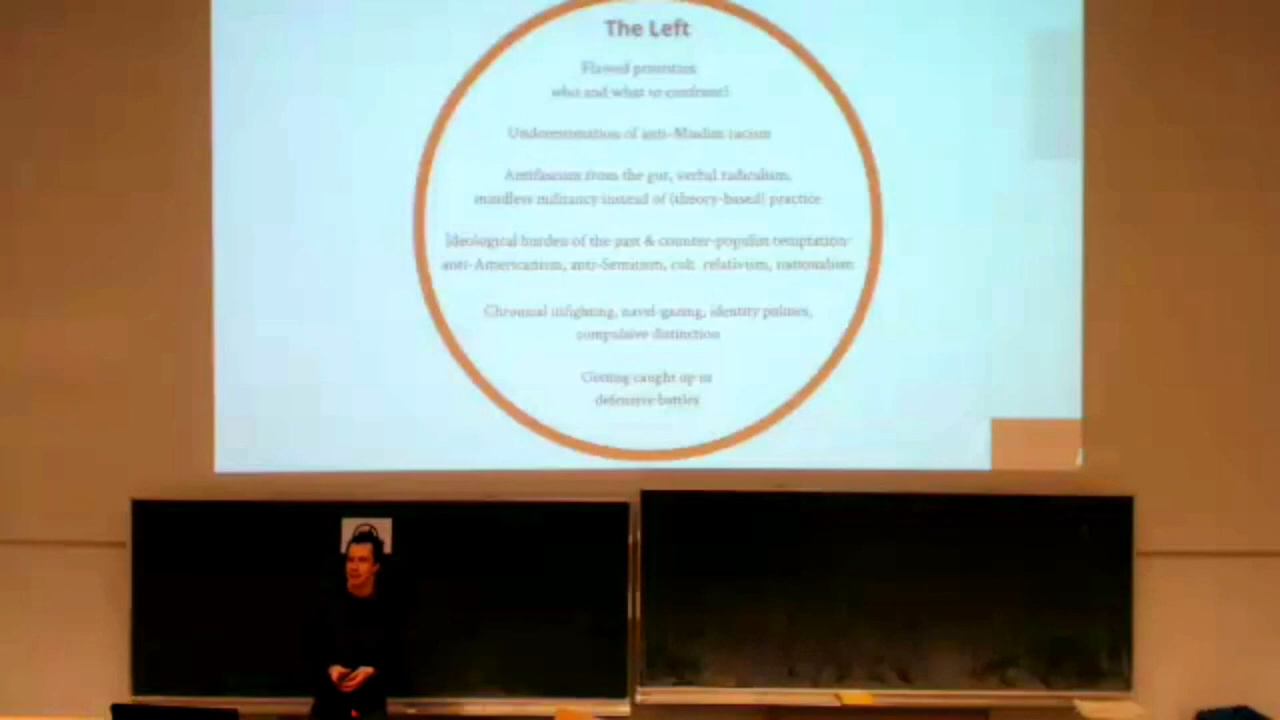 The Left
Flawed premises:
who and what to confront?
Underestimation of anti-Muslim racism
Antifascism from the gut, verbal radicalism,
mindless militancy instead of (theory-based) practice
Ideological burden of the past & counter-populist temptation:
anti-Americanism, anti-Semitism, cult. relativism, nationalism
Chronical infighting, navel-gazing, identity politics,
compulsive distinction
Getting caught up in
defensive battles